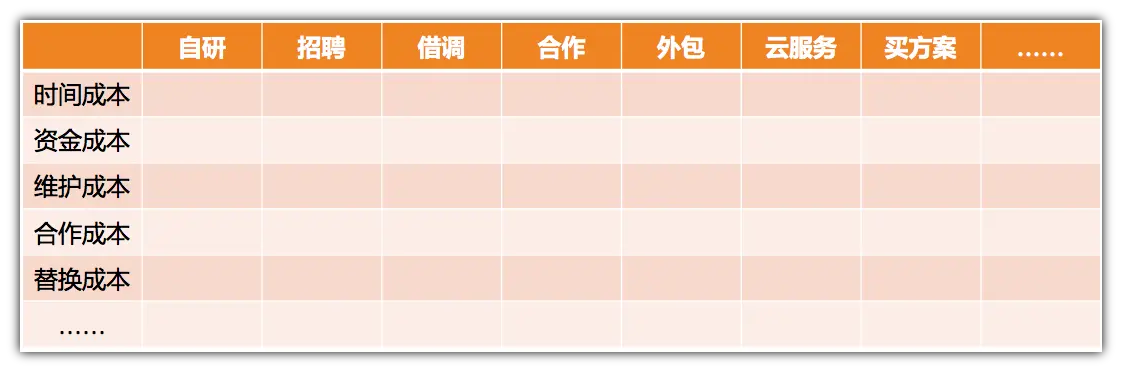 自研 招聘 借调 合作 外包 云服务 买方案 ……
时间成本
资金成本
维护成本
合作成本
替换成本
……